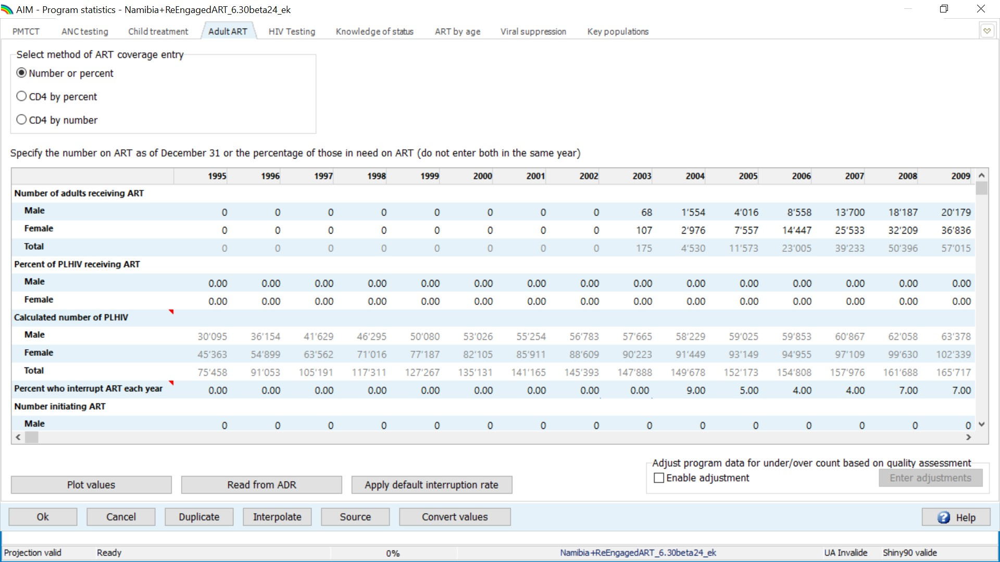 AIM - Program statistics - Namibia+ReEngagedART_6.30beta24_ek
PMTCT ANC testing Child treatment Adult ART HIV Testing Knowledge of status ART by age Viral suppression Key populations
Select method of ART coverage entry
Number or percent
CD4 by percent
CD4 by number
Specify the number on ART as of December 31 or the percentage of those in need on ART (do not enter both in the same year)
1995 1996 1997 1998 1999 2000 2001 2002 2003 2004 2005 2006 2007 2008 2009
Number of adults receiving ART
Male 0 0 0 0 0 0 0 0 68 1'554 4'016 8'558 13'700 18'187 20'179
Female 0 0 0 0 0 0 0 0 107 2'976 7'557 14'447 25'533 32'209 36'836
Total 0 0 0 0 0 0 0 0 175 4'530 11'573 23'005 39'233 50'396 57'015
Percent of PLHIV receiving ART
Male 0.00 0.00 0.00 0.00 0.00 0.00 0.00 0.00 0.00 0.00 0.00 0.00 0.00 0.00 0.00
Female 0.00 0.00 0.00 0.00 0.00 0.00 0.00 0.00 0.00 0.00 0.00 0.00 0.00 0.00 0.00
Calculated number of PLHIV
Male 30'095 36'154 41'629 46'295 50'080 53'026 55'254 56'783 57'665 58'229 59'025 59'853 60'867 62'058 63'378
Female 45'363 54'899 63'562 71'016 77'187 82'105 85'911 88'609 90'223 91'449 93'149 94'955 97'109 99'630 102'339
Total 75'458 91'053 105'191 117'311 127'267 135'131 141'165 145'393 147'888 149'678 152'173 154'808 157'976 161'688 165'717
Percent who interrupt ART each year 0.00 0.00 0.00 0.00 0.00 0.00 0.00 0.00 0.00 9.00 5.00 4.00 4.00 7.00 7.00
Number initiating ART
Male 0 0 0 0 0 0 0 0 0 0 0 0 0 0 0
Adjust program data for under/over count based on quality assessment
Enable adjustment Enter adjustments
Plot values Read from ADR Apply default interruption rate
Ok Cancel Duplicate Interpolate Source Convert values Help
Projection valid Ready 0% Namibia+ReEngagedART_6.30beta24_ek UA Invalide Shiny90 valide